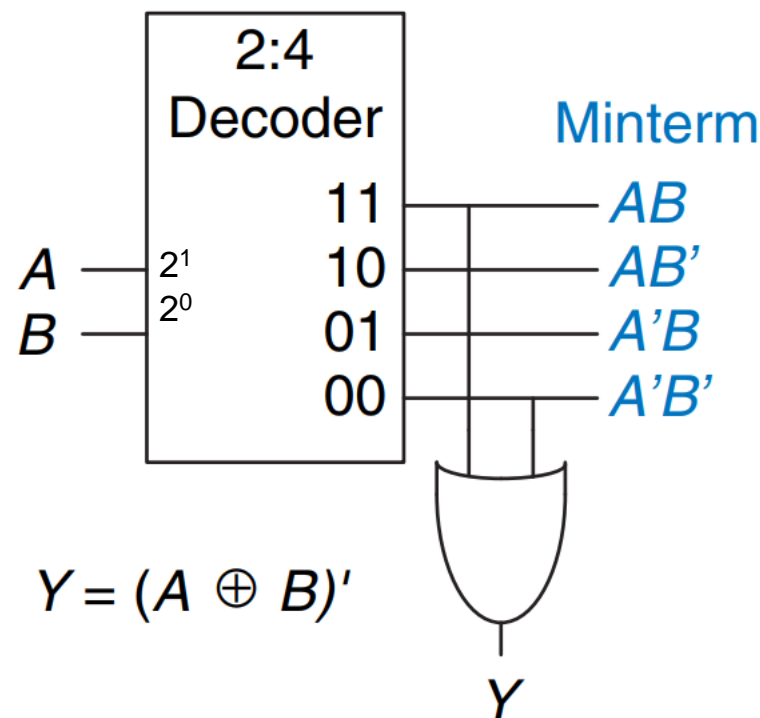 2:4
Decoder
Minterm
11 AB
A 2¹ 10 AB’
B 2⁰ 01 A’B
00 A’B’
Y = (A ⊕ B)'
Y